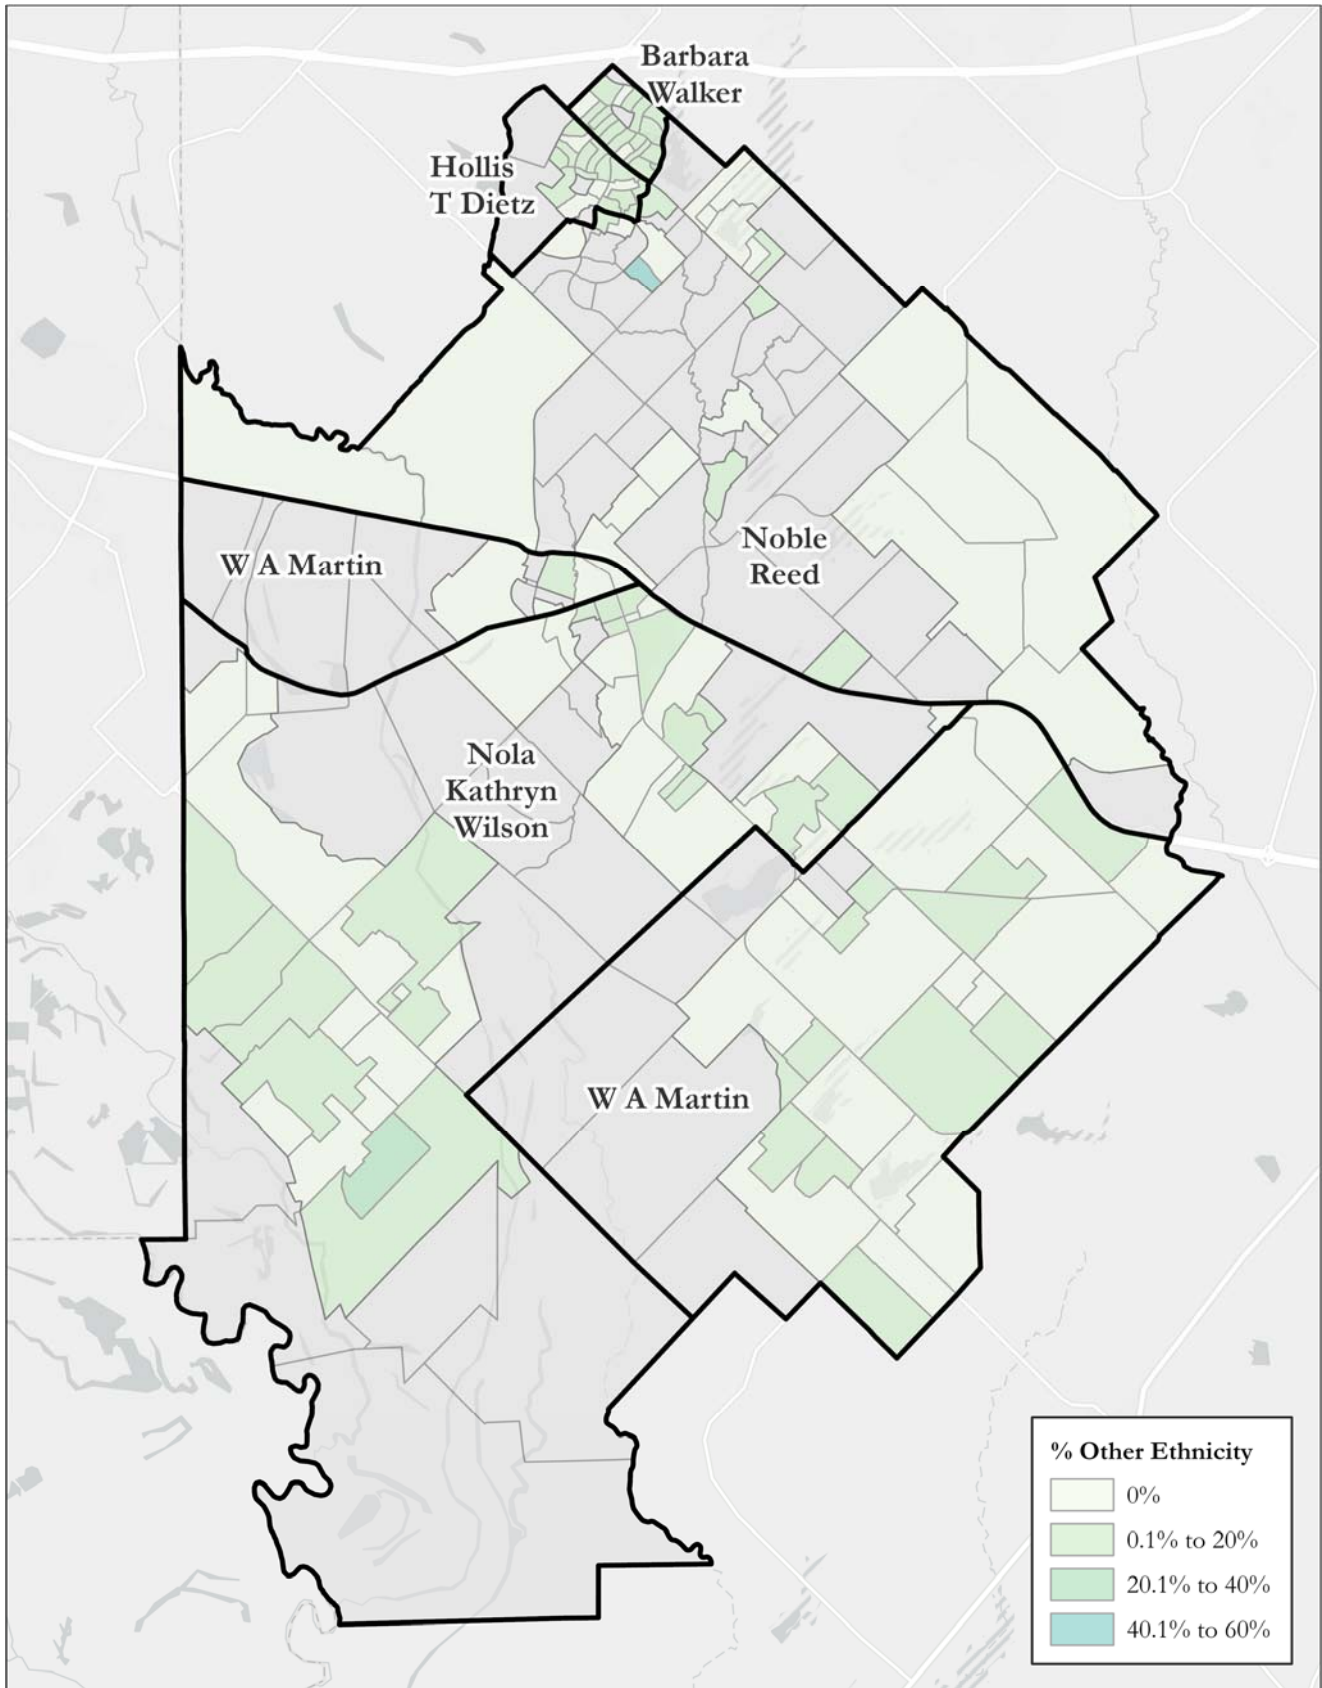 Barbara
Walker
Hollis
T Dietz
Noble
Reed
W A Martin
Nola
Kathryn
Wilson
W A Martin
% Other Ethnicity
0%
0.1% to 20%
20.1% to 40%
40.1% to 60%